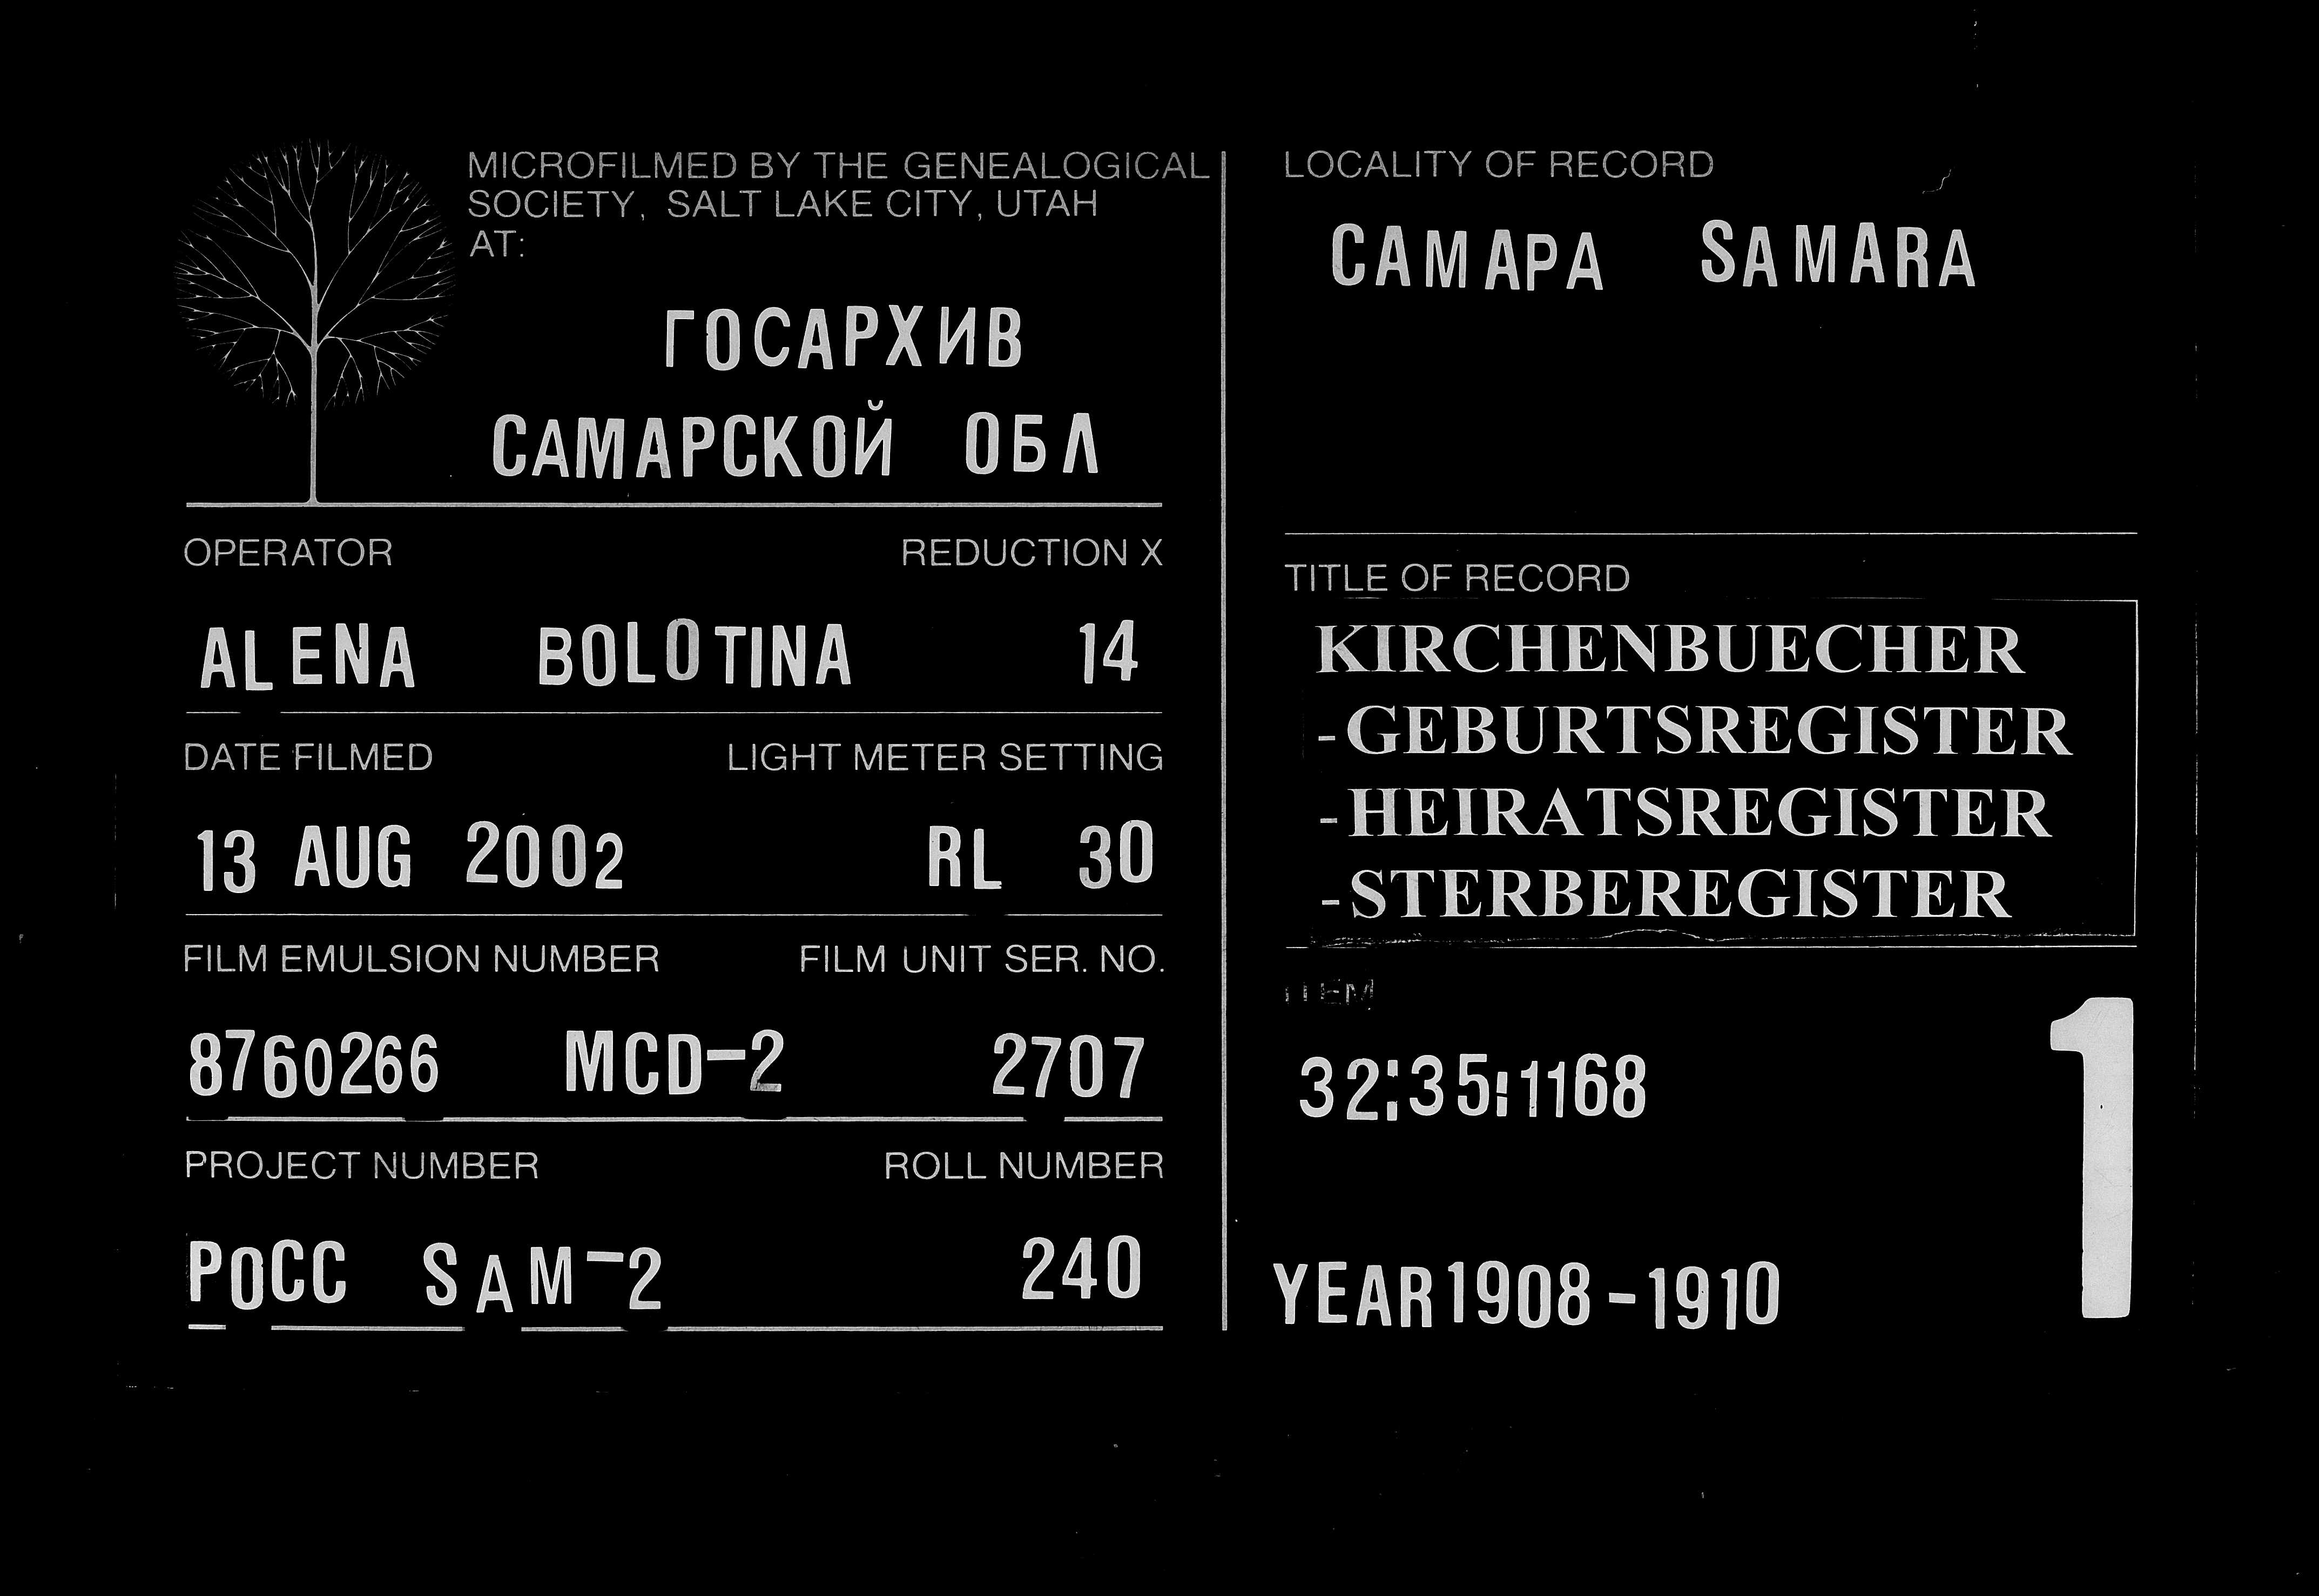 MICROFILMED BY THE GENEALOGICAL
SOCIETY, SALT LAKE CITY, UTAH
AT:
ГОСАРХИВ
САМАРСКОЙ ОБЛ
OPERATOR REDUCTION X
ALENA BOLOTINA 14
DATE FILMED LIGHT METER SETTING
13 AUG 2002 RL 30
FILM EMULSION NUMBER FILM UNIT SER. NO.
8760266 MCD-2 2707
PROJECT NUMBER ROLL NUMBER
РОСС SAM-2 240
LOCALITY OF RECORD
САМАРА SAMARA
TITLE OF RECORD
KIRCHENBUECHER
-GEBURTSREGISTER
-HEIRATSREGISTER
-STERBEREGISTER
ITEM
32:35:1168
1
YEAR 1908-1910